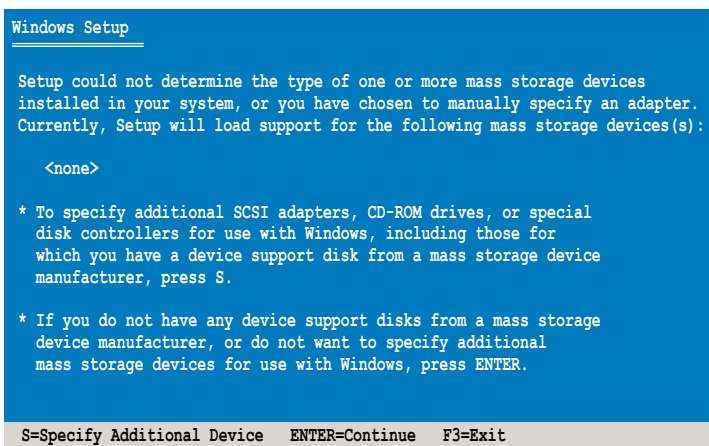 Windows Setup
Setup could not determine the type of one or more mass storage devices
installed in your system, or you have chosen to manually specify an adapter.
Currently, Setup will load support for the following mass storage devices(s):
<none>
* To specify additional SCSI adapters, CD-ROM drives, or special
disk controllers for use with Windows, including those for
which you have a device support disk from a mass storage device
manufacturer, press S.
* If you do not have any device support disks from a mass storage
device manufacturer, or do not want to specify additional
mass storage devices for use with Windows, press ENTER.
S=Specify Additional Device ENTER=Continue F3=Exit